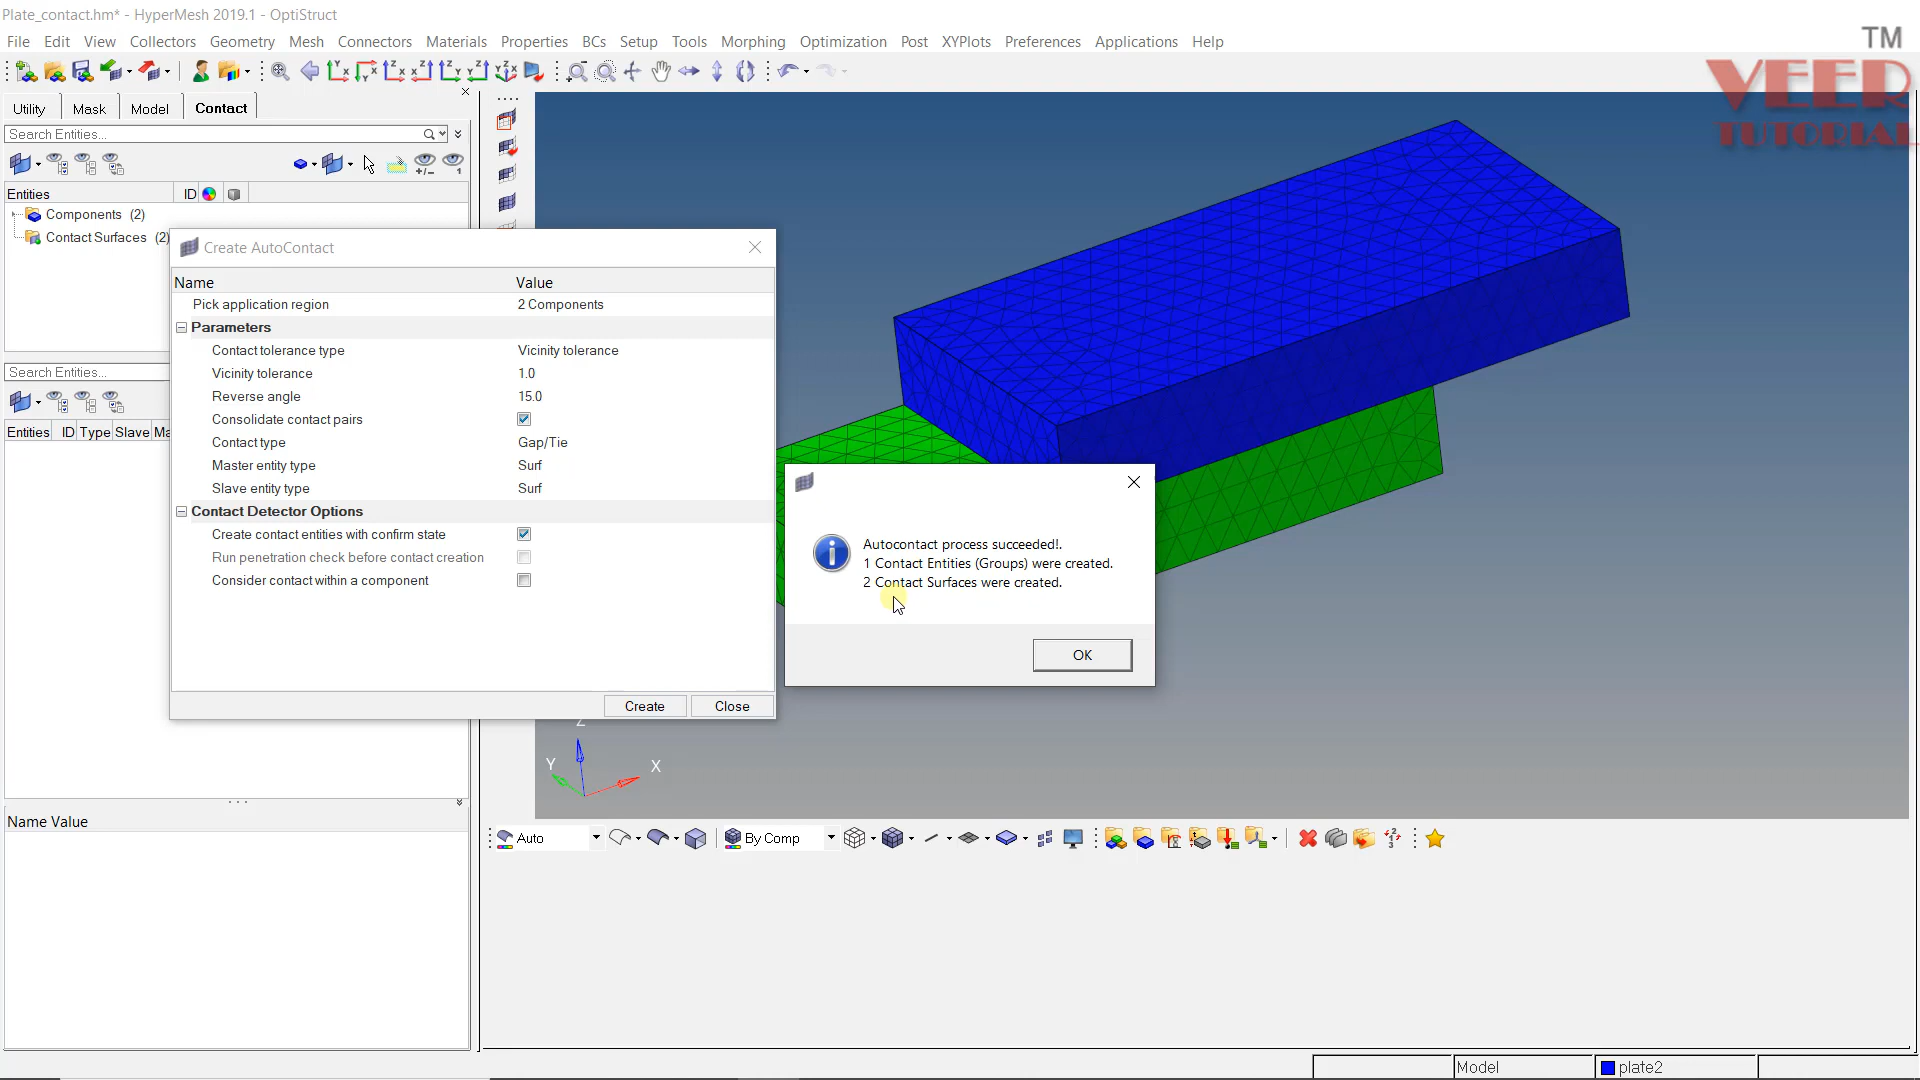 Plate_contact.hm* - HyperMesh 2019.1 - OptiStruct
TM
File Edit View Collectors Geometry Mesh Connectors Materials Properties BCs Setup Tools Morphing Optimization Post XYPlots Preferences Applications Help
VEER
TUTORIAL
Utility Mask Model Contact
Search Entities...
Entities ID
Components (2)
Contact Surfaces (2)
Create AutoContact
Name Value
Pick application region 2 Components
Parameters
Contact tolerance type Vicinity tolerance
Vicinity tolerance 1.0
Reverse angle 15.0
Consolidate contact pairs
Contact type Gap/Tie
Master entity type Surf
Slave entity type Surf
Contact Detector Options
Create contact entities with confirm state
Run penetration check before contact creation
Consider contact within a component
Create Close
Search Entities...
Entities ID Type Slave Ma
Autocontact process succeeded!.
1 Contact Entities (Groups) were created.
2 Contact Surfaces were created.
OK
Z
Y X
Name Value
Auto By Comp
Model plate2